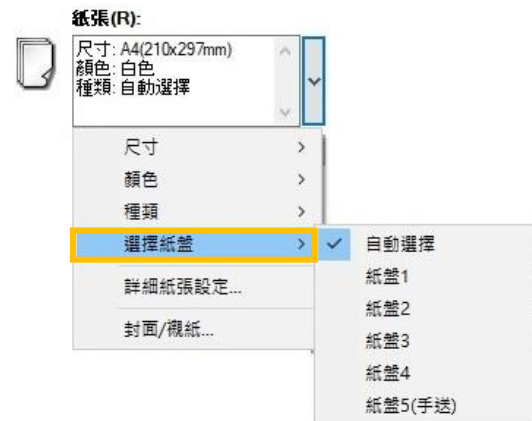 紙張(R):
尺寸: A4(210x297mm)
顏色: 白色
種類: 自動選擇
尺寸
顏色
種類
選擇紙盤
自動選擇
紙盤1
詳細紙張設定...
紙盤2
封面/襯紙...
紙盤3
紙盤4
紙盤5(手送)